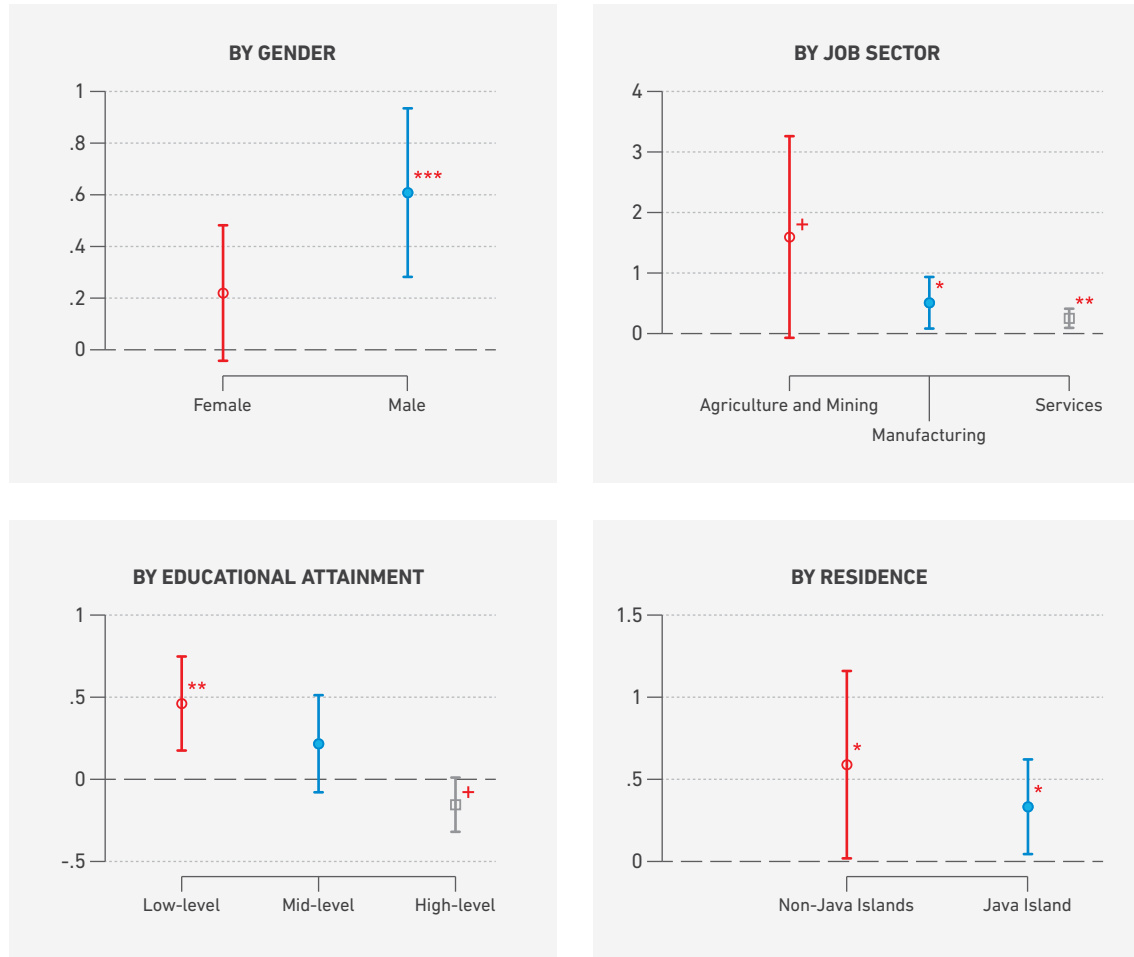 BY GENDER
1
.8
.6
.4
.2
0
***
Female
Male
BY JOB SECTOR
4
3
2
1
0
+
*
**
Agriculture and Mining
Manufacturing
Services
BY EDUCATIONAL ATTAINMENT
1
.5
0
-.5
**
+
Low-level
Mid-level
High-level
BY RESIDENCE
1.5
1
.5
0
*
*
Non-Java Islands
Java Island